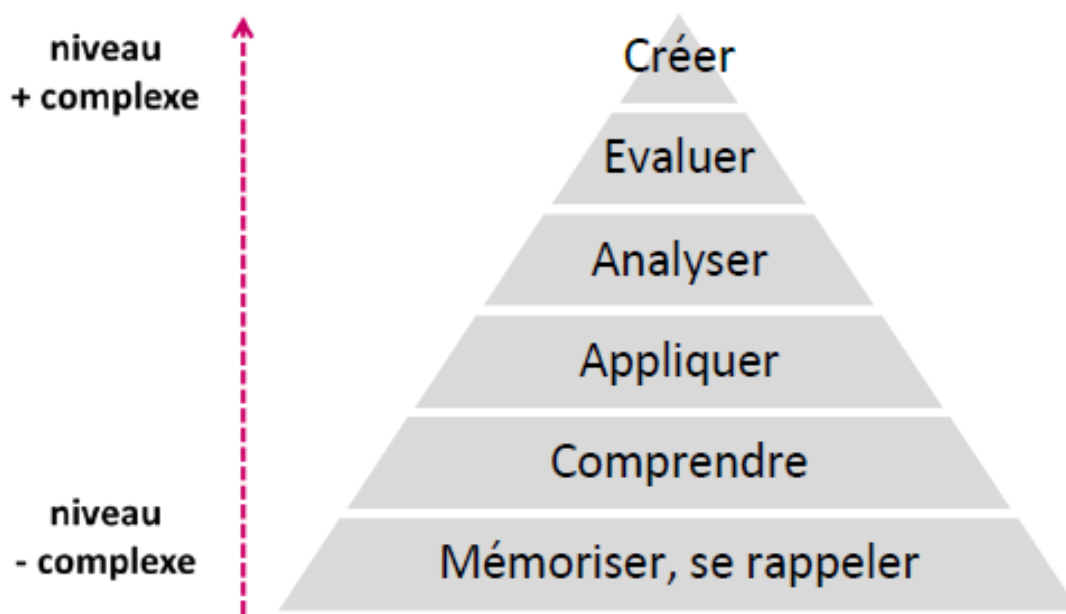 niveau
+ complexe
Créer
Evaluer
Analyser
Appliquer
Comprendre
niveau
- complexe
Mémoriser, se rappeler